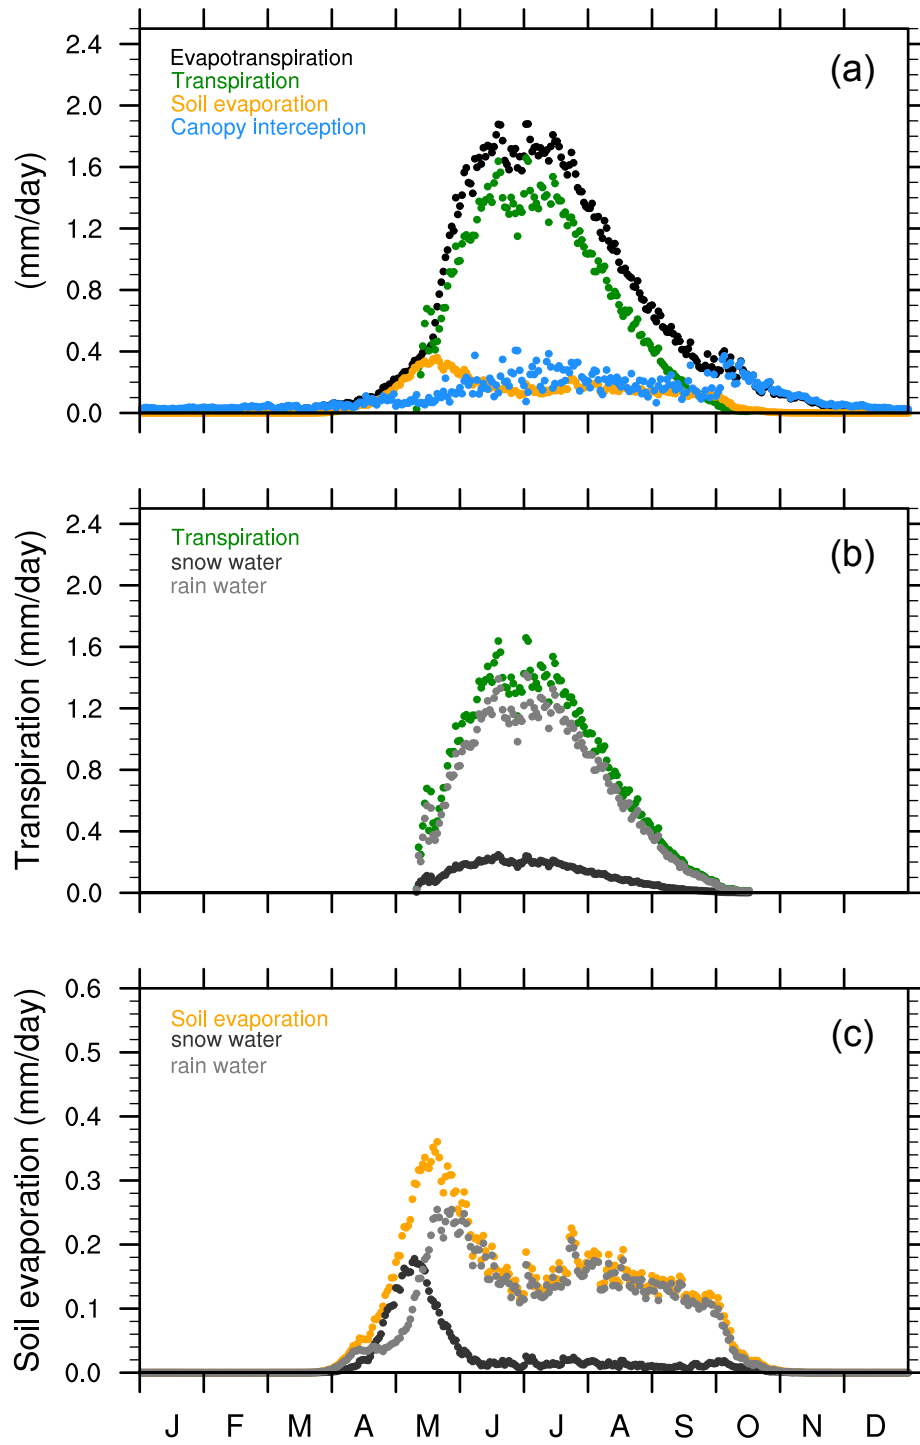 Evapotranspiration
Transpiration
Soil evaporation
Canopy interception
(a)
(mm/day)
2.4
2.0
1.6
1.2
0.8
0.4
0.0
Transpiration
snow water
rain water
(b)
Transpiration (mm/day)
2.4
2.0
1.6
1.2
0.8
0.4
0.0
Soil evaporation
snow water
rain water
(c)
Soil evaporation (mm/day)
0.6
0.5
0.4
0.3
0.2
0.1
0.0
J F M A M J J A S O N D